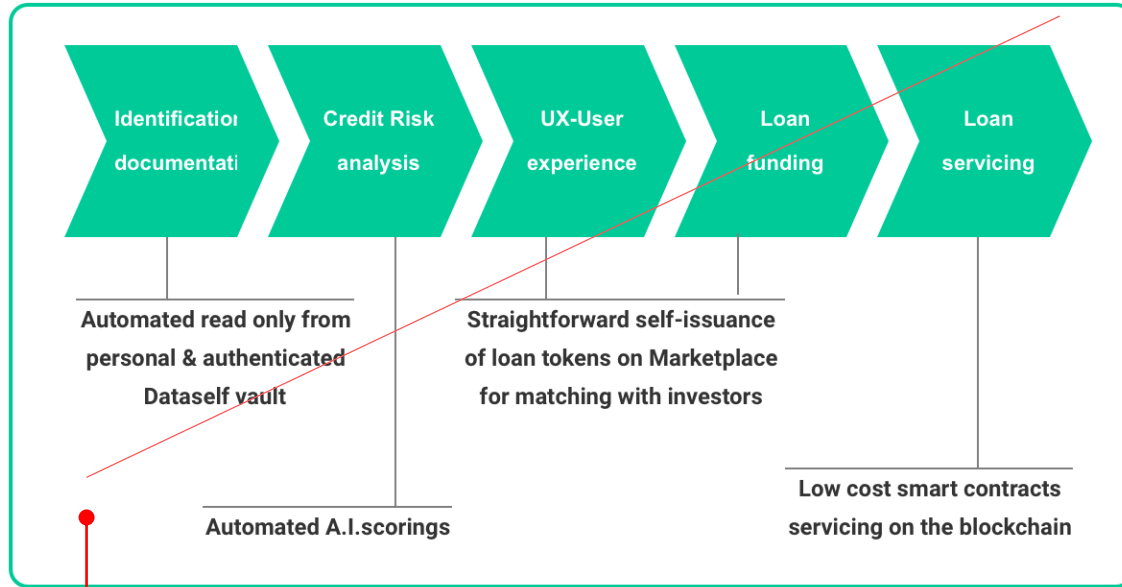 Identification
documentati
Credit Risk
analysis
UX-User
experience
Loan
funding
Loan
servicing
Automated read only from
personal & authenticated
Dataself vault
Straightforward self-issuance
of loan tokens on Marketplace
for matching with investors
Automated A.I.scorings
Low cost smart contracts
servicing on the blockchain